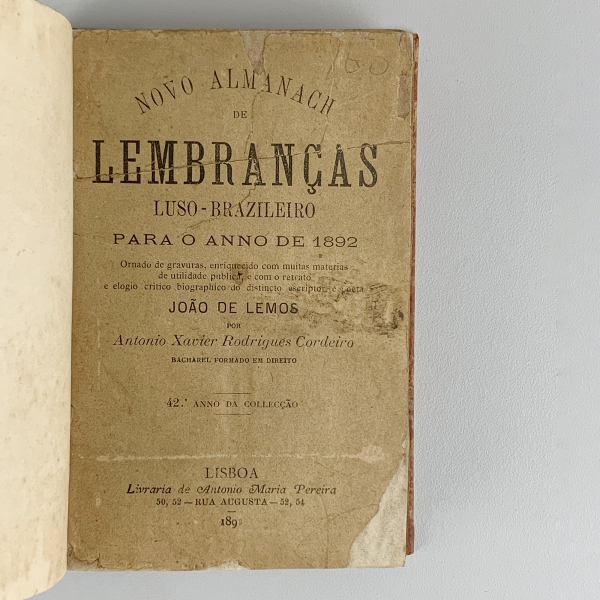 NOVO ALMANACH
DE
LEMBRANÇAS
LUSO-BRAZILEIRO
PARA O ANNO DE 1892
Ornado de gravuras, enriquecido com muitas materias
de utilidade publica, e com o retrato
e elogio critico biographico do distincto escriptor e poeta
JOÃO DE LEMOS
POR
Antonio Xavier Rodrigues Cordeiro
BACHAREL FORMADO EM DIREITO
42.º ANNO DA COLLECÇÃO
LISBOA
Livraria de Antonio Maria Pereira
50, 52 — RUA AUGUSTA — 52, 54